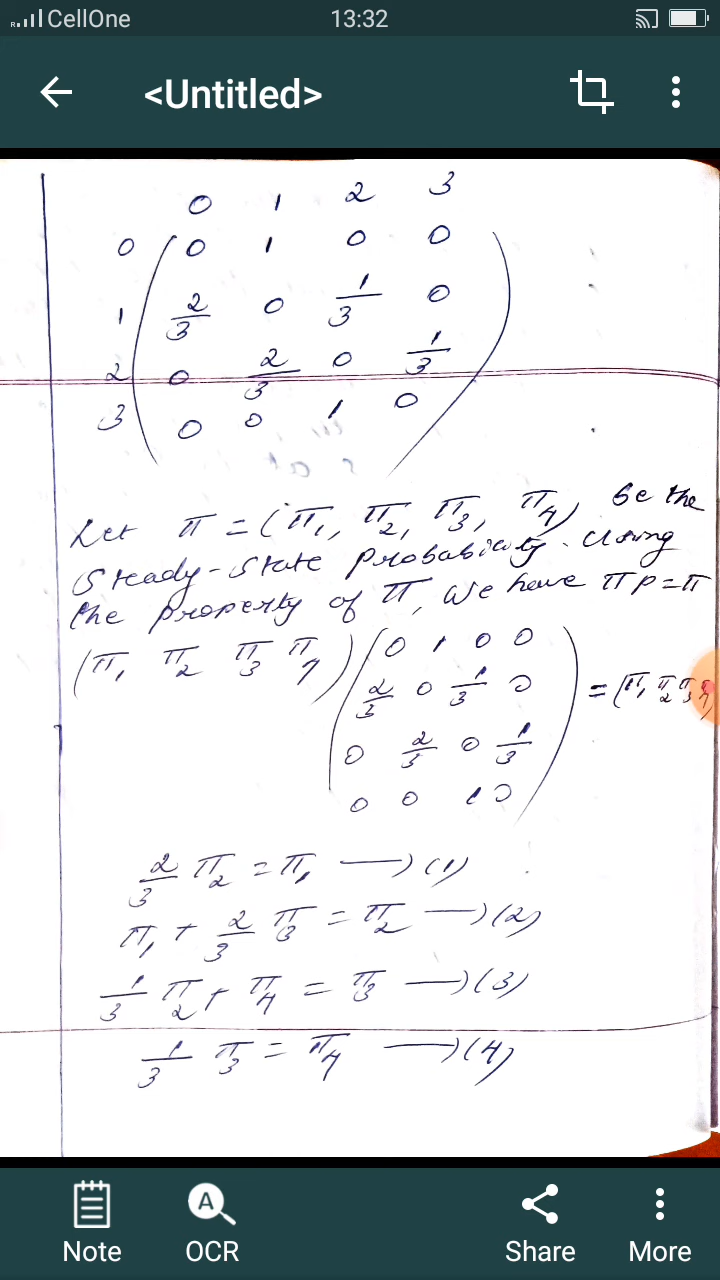 CellOne 13:32
<Untitled>
0 1 2 3
0 0 1 0 0
1 2/3 0 1/3 0
2 0 2/3 0 1/3
3 0 0 1 0
Let π = (π1, π2, π3, π4) be the
Steady-State Probability. Using
the property of π, we have πP=π
(π1 π2 π3 π4) (0 1 0 0
2/3 0 1/3 0 = (π1 π2 π3 π4)
0 2/3 0 1/3
0 0 1 0)
2/3 π2 = π1 → (1)
π1 + 2/3 π3 = π2 → (2)
1/3 π2 + π4 = π3 → (3)
1/3 π3 = π4 → (4)
Note OCR Share More